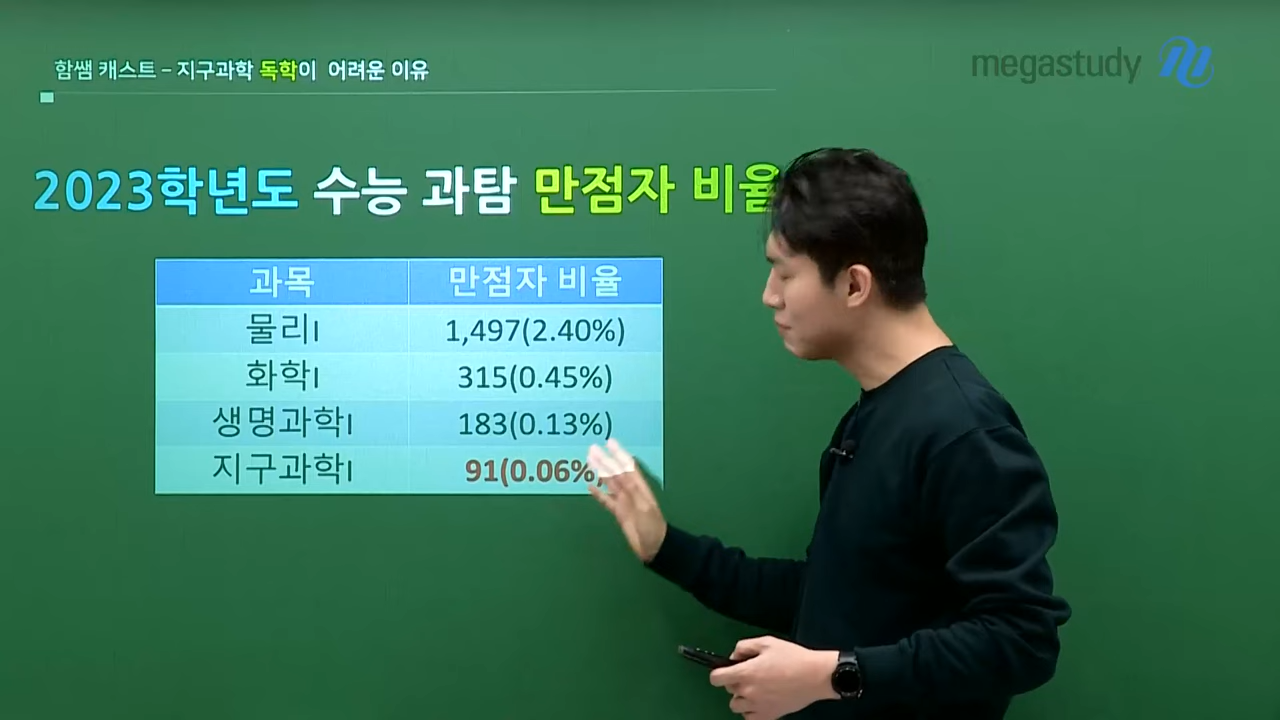 함쌤 캐스트 – 지구과학 독학이 어려운 이유
megastudy
2023학년도 수능 과탐 만점자 비율
과목 만점자 비율
물리I 1,497(2.40%)
화학I 315(0.45%)
생명과학I 183(0.13%)
지구과학I 91(0.06%)